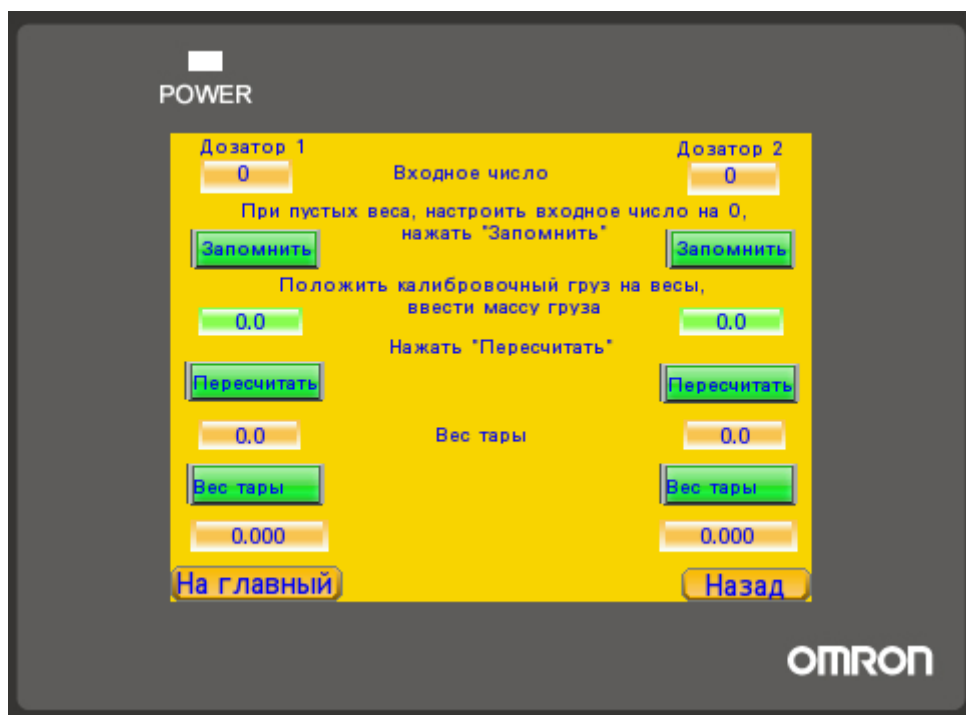 POWER
Дозатор 1
Дозатор 2
0
Входное число
0
При пустых веса, настроить входное число на 0,
нажать "Запомнить"
Запомнить
Запомнить
Положить калибровочный груз на весы,
ввести массу груза
0.0
0.0
Нажать "Пересчитать"
Пересчитать
Пересчитать
0.0
Вес тары
0.0
Вес тары
Вес тары
0.000
0.000
На главный
Назад
OMRON